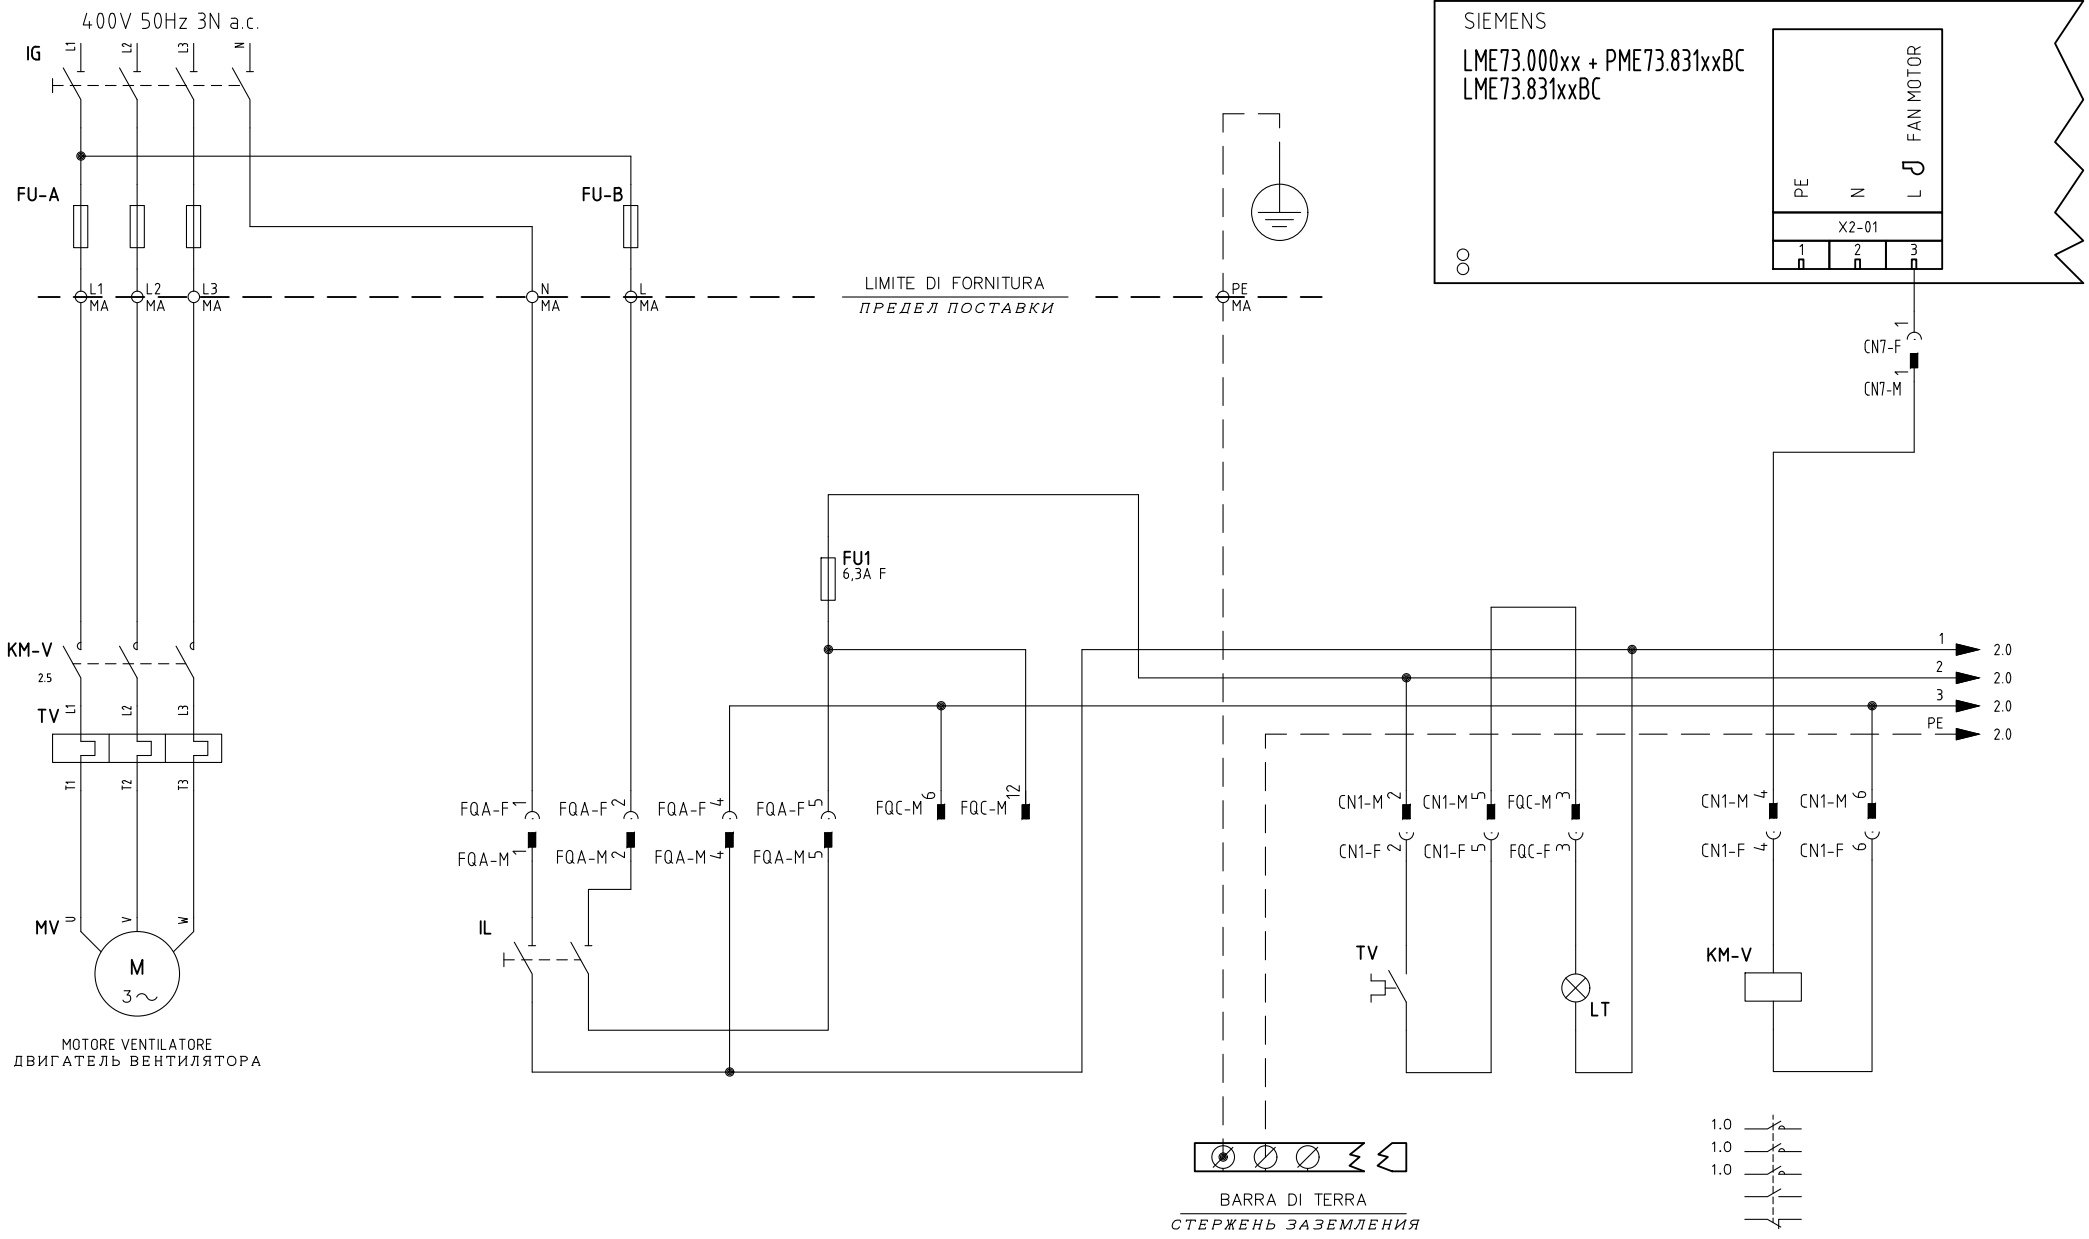 400V 50Hz 3N a.c.
IG
L1
L2
L3
N
FU-A
FU-B
L1
MA
L2
MA
L3
MA
N
MA
L
MA
LIMITE DI FORNITURA
ПРЕДЕЛ ПОСТАВКИ
PE
MA
SIEMENS
LME73.000xx + PME73.831xxBC
LME73.831xxBC
PE
N
L
FAN MOTOR
X2-01
1
2
3
1
CN7-F
1
CN7-M
FU1
6,3A F
KM-V
2.5
TV
L1
L2
L3
T1
T2
T3
MV
U
V
W
M
3
MOTORE VENTILATORE
ДВИГАТЕЛЬ ВЕНТИЛЯТОРА
1
2.0
2
2.0
3
2.0
PE
2.0
FQA-F 1
FQA-F 2
FQA-F 4
FQA-F 5
FQC-M 6
FQC-M 12
FQA-M 1
FQA-M 2
FQA-M 4
FQA-M 5
IL
CN1-M 2
CN1-M 5
FQC-M 3
CN1-M 4
CN1-M 6
CN1-F 2
CN1-F 5
FQC-F 3
CN1-F 4
CN1-F 6
TV
LT
KM-V
1.0
1.0
1.0
BARRA DI TERRA
СТЕРЖЕНЬ ЗАЗЕМЛЕНИЯ